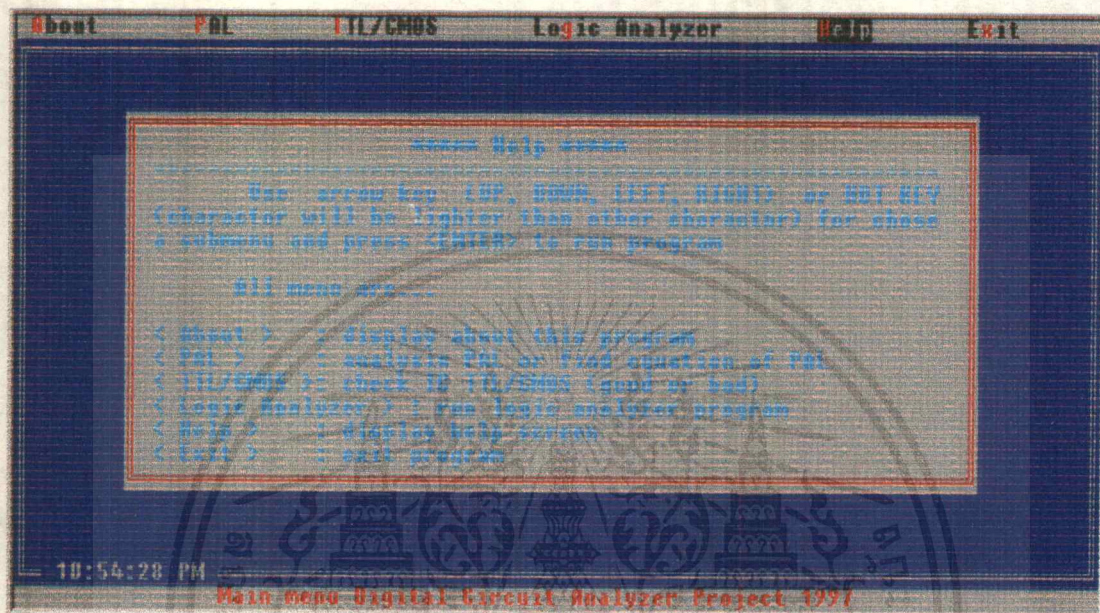 About PAL TTL/CMOS Logic Analyzer Help Exit
===== Help =====
Use arrow key (UP, DOWN, LEFT, RIGHT) or HOT KEY
(charactor will be lighter than other charactor) for chose
a submenu and press <ENTER> to run program
All menu are...
< About > : display about this program
< PAL > : analysis PAL or find equation of PAL
< TTL/CMOS >: check IC TTL/CMOS (good or bad)
< Logic Analyzer > : run logic analyzer program
< Help > : display help screen
< Exit > : exit program
10:54:28 PM
Main menu Digital Circuit Analyzer Project 1997